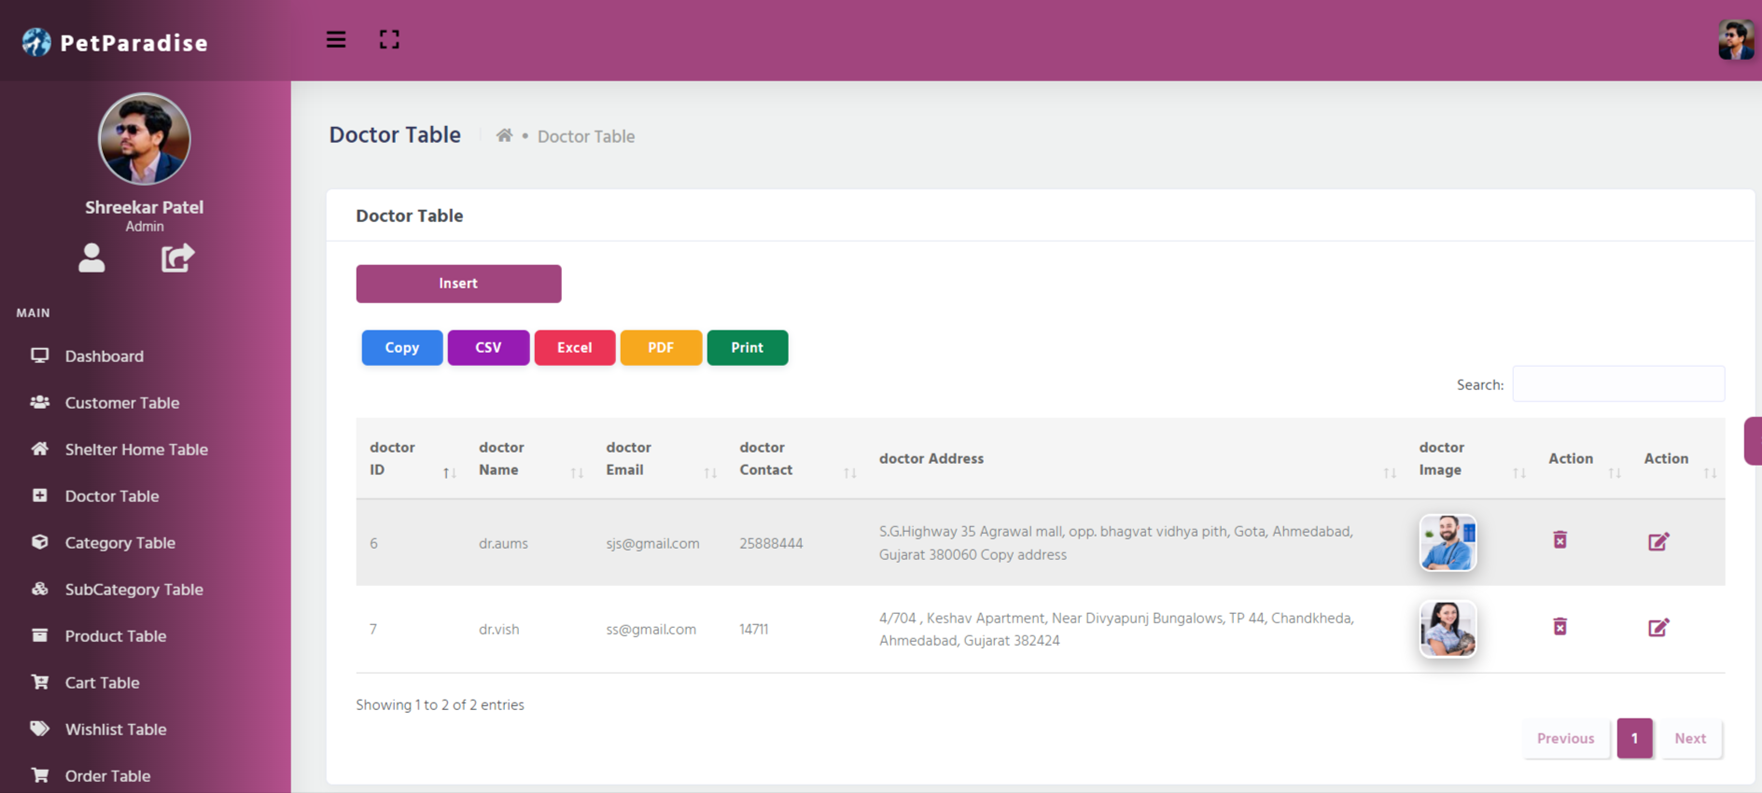 PetParadise
Shreekar Patel
Admin
MAIN
Dashboard
Customer Table
Shelter Home Table
Doctor Table
Category Table
SubCategory Table
Product Table
Cart Table
Wishlist Table
Order Table
Doctor Table
Doctor Table
Doctor Table
Insert
Copy CSV Excel PDF Print
Search:
doctor ID doctor Name doctor Email doctor Contact doctor Address doctor Image Action Action
6 dr.aums sjs@gmail.com 25888444 S.G.Highway 35 Agrawal mall, opp. bhagvat vidhya pith, Gota, Ahmedabad,
Gujarat 380060 Copy address
7 dr.vish ss@gmail.com 14711 4/704 , Keshav Apartment, Near Divyapunj Bungalows, TP 44, Chandkheda,
Ahmedabad, Gujarat 382424
Showing 1 to 2 of 2 entries
Previous 1 Next